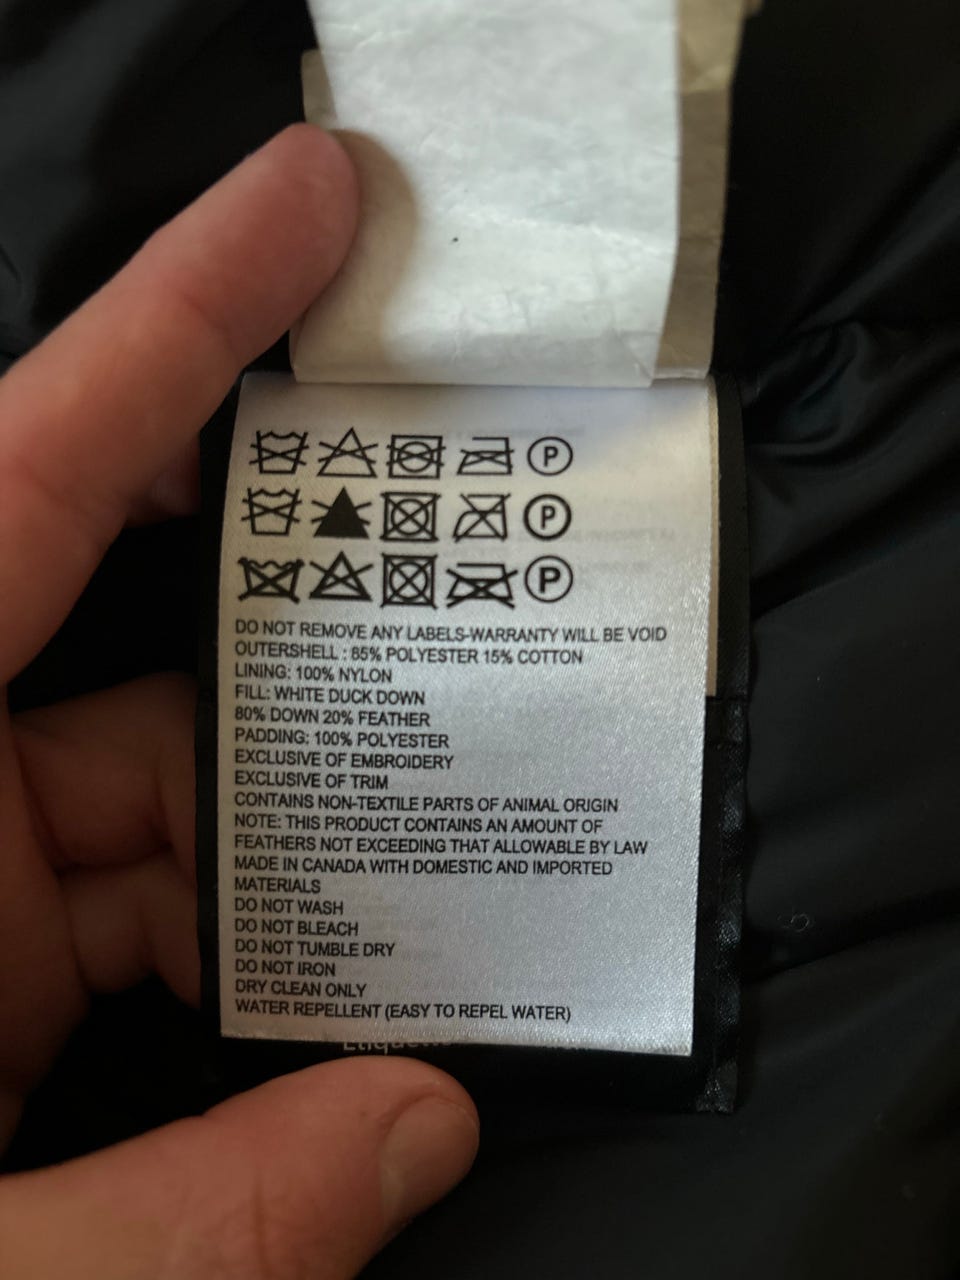 P
P
P
DO NOT REMOVE ANY LABELS-WARRANTY WILL BE VOID
OUTERSHELL : 85% POLYESTER 15% COTTON
LINING: 100% NYLON
FILL: WHITE DUCK DOWN
80% DOWN 20% FEATHER
PADDING: 100% POLYESTER
EXCLUSIVE OF EMBROIDERY
EXCLUSIVE OF TRIM
CONTAINS NON-TEXTILE PARTS OF ANIMAL ORIGIN
NOTE: THIS PRODUCT CONTAINS AN AMOUNT OF
FEATHERS NOT EXCEEDING THAT ALLOWABLE BY LAW
MADE IN CANADA WITH DOMESTIC AND IMPORTED
MATERIALS
DO NOT WASH
DO NOT BLEACH
DO NOT TUMBLE DRY
DO NOT IRON
DRY CLEAN ONLY
WATER REPELLENT (EASY TO REPEL WATER)